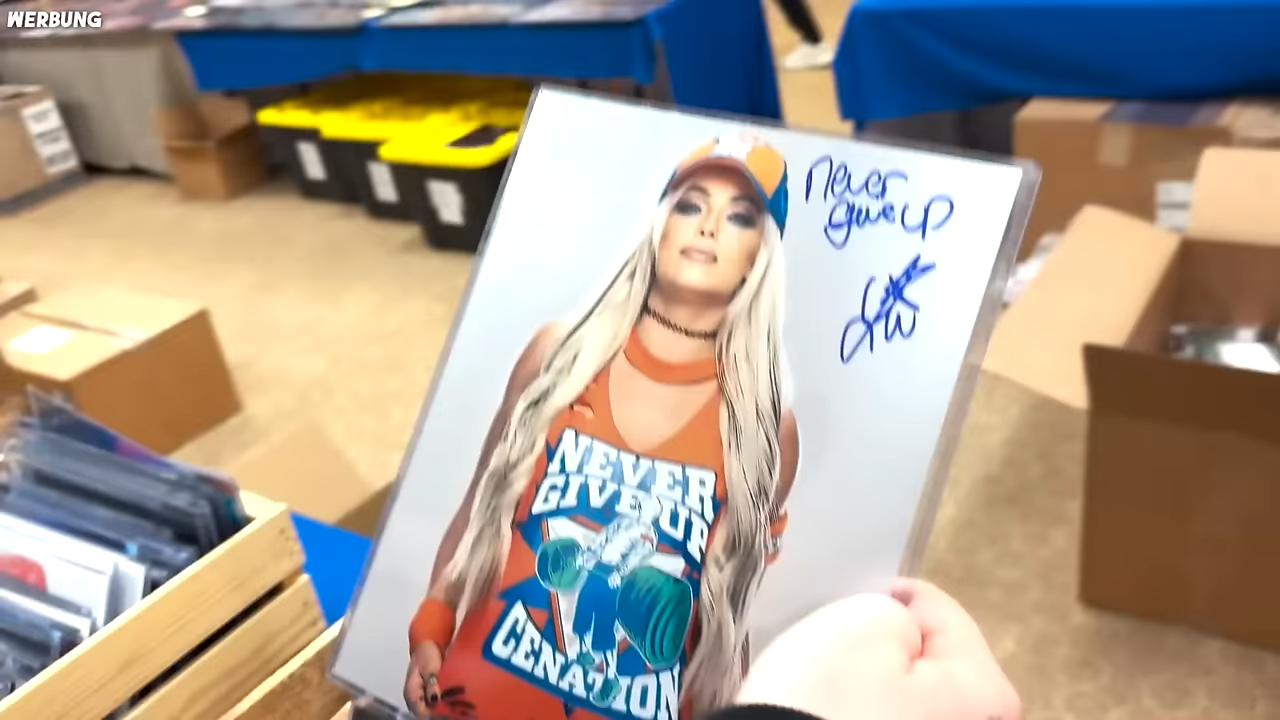 WERBUNG
Never
give up
NEVER
GIVE UP
CENATION